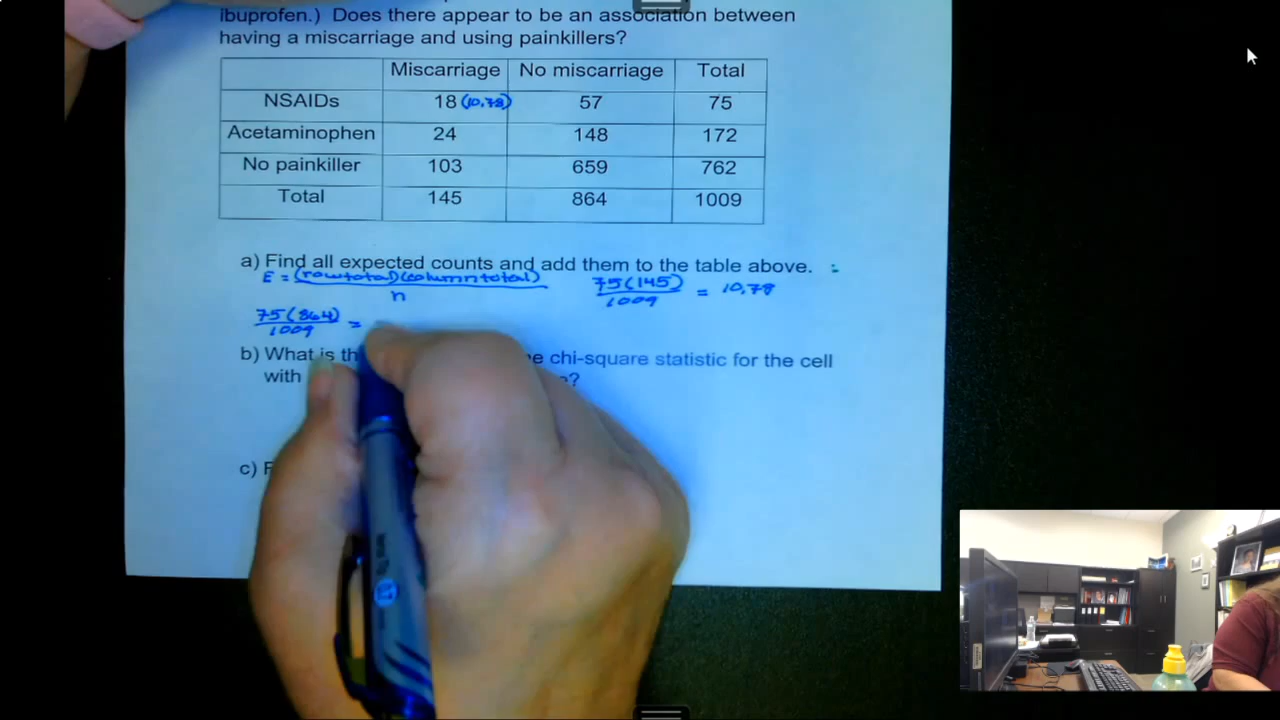 ibuprofen.) Does there appear to be an association between
having a miscarriage and using painkillers?
Miscarriage No miscarriage Total
NSAIDs 18 (10.78) 57 75
Acetaminophen 24 148 172
No painkiller 103 659 762
Total 145 864 1009
a) Find all expected counts and add them to the table above.
E = (row total)(column total) / n
75(145) / 1009 = 10.78
75(864) / 1009 =
b) What is the chi-square statistic for the cell
with
c)